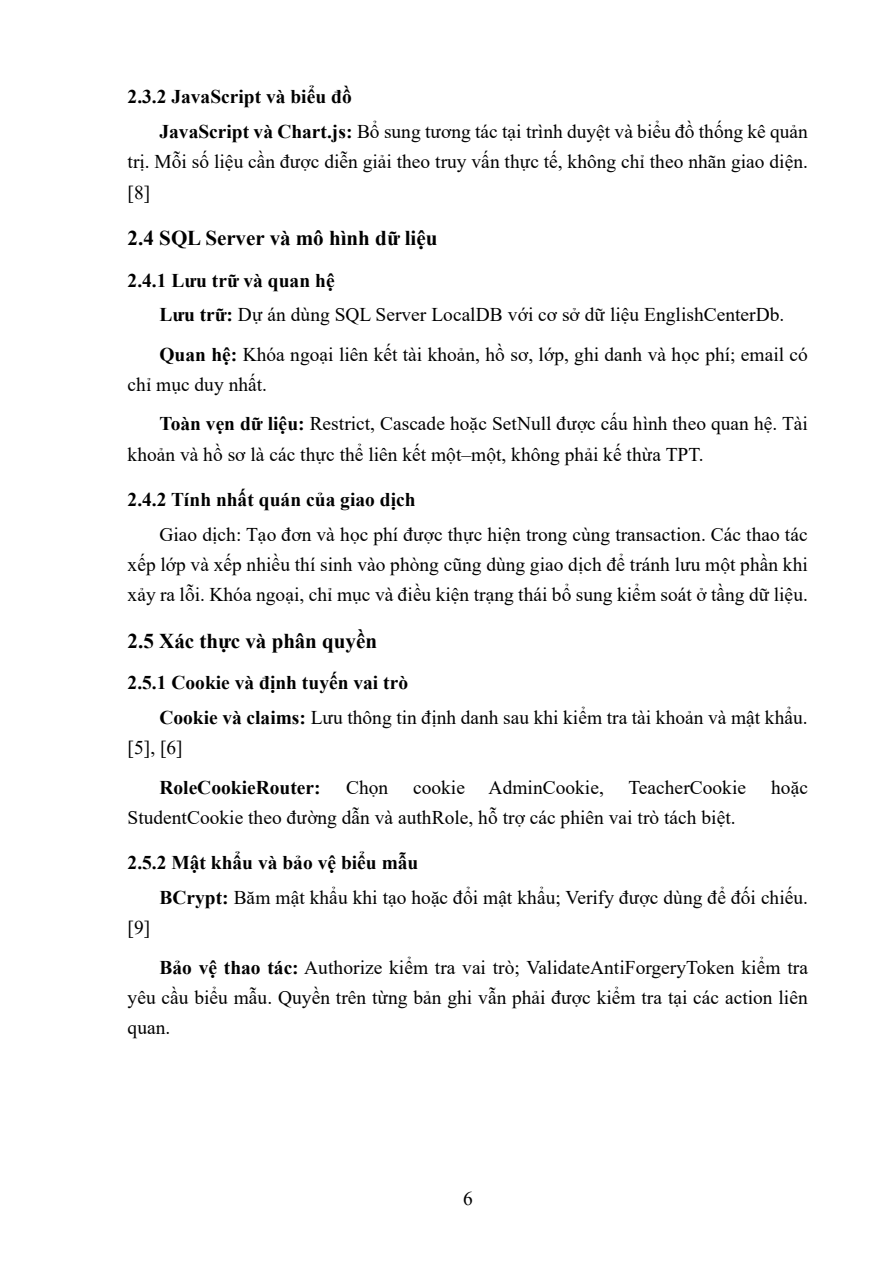 2.3.2 JavaScript và biểu đồ
JavaScript và Chart.js: Bổ sung tương tác tại trình duyệt và biểu đồ thống kê quản
trị. Mỗi số liệu cần được diễn giải theo truy vấn thực tế, không chỉ theo nhãn giao diện.
[8]
2.4 SQL Server và mô hình dữ liệu
2.4.1 Lưu trữ và quan hệ
Lưu trữ: Dự án dùng SQL Server LocalDB với cơ sở dữ liệu EnglishCenterDb.
Quan hệ: Khóa ngoại liên kết tài khoản, hồ sơ, lớp, ghi danh và học phí; email có
chỉ mục duy nhất.
Toàn vẹn dữ liệu: Restrict, Cascade hoặc SetNull được cấu hình theo quan hệ. Tài
khoản và hồ sơ là các thực thể liên kết một–một, không phải kế thừa TPT.
2.4.2 Tính nhất quán của giao dịch
Giao dịch: Tạo đơn và học phí được thực hiện trong cùng transaction. Các thao tác
xếp lớp và xếp nhiều thí sinh vào phòng cũng dùng giao dịch để tránh lưu một phần khi
xảy ra lỗi. Khóa ngoại, chỉ mục và điều kiện trạng thái bổ sung kiểm soát ở tầng dữ liệu.
2.5 Xác thực và phân quyền
2.5.1 Cookie và định tuyến vai trò
Cookie và claims: Lưu thông tin định danh sau khi kiểm tra tài khoản và mật khẩu.
[5], [6]
RoleCookieRouter: Chọn cookie AdminCookie, TeacherCookie hoặc
StudentCookie theo đường dẫn và authRole, hỗ trợ các phiên vai trò tách biệt.
2.5.2 Mật khẩu và bảo vệ biểu mẫu
BCrypt: Băm mật khẩu khi tạo hoặc đổi mật khẩu; Verify được dùng để đối chiếu.
[9]
Bảo vệ thao tác: Authorize kiểm tra vai trò; ValidateAntiForgeryToken kiểm tra
yêu cầu biểu mẫu. Quyền trên từng bản ghi vẫn phải được kiểm tra tại các action liên
quan.
6